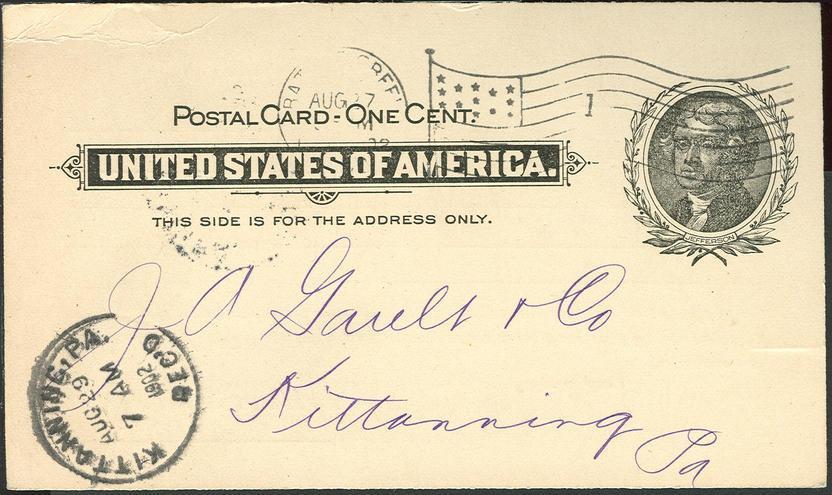 AUG 27
POSTAL CARD - ONE CENT.
1
UNITED STATES OF AMERICA.
THIS SIDE IS FOR THE ADDRESS ONLY.
JEFFERSON
J A Gault & Co
Kittanning
Pa
KITTANNING, PA.
AUG 29
7 AM
1902
REC'D